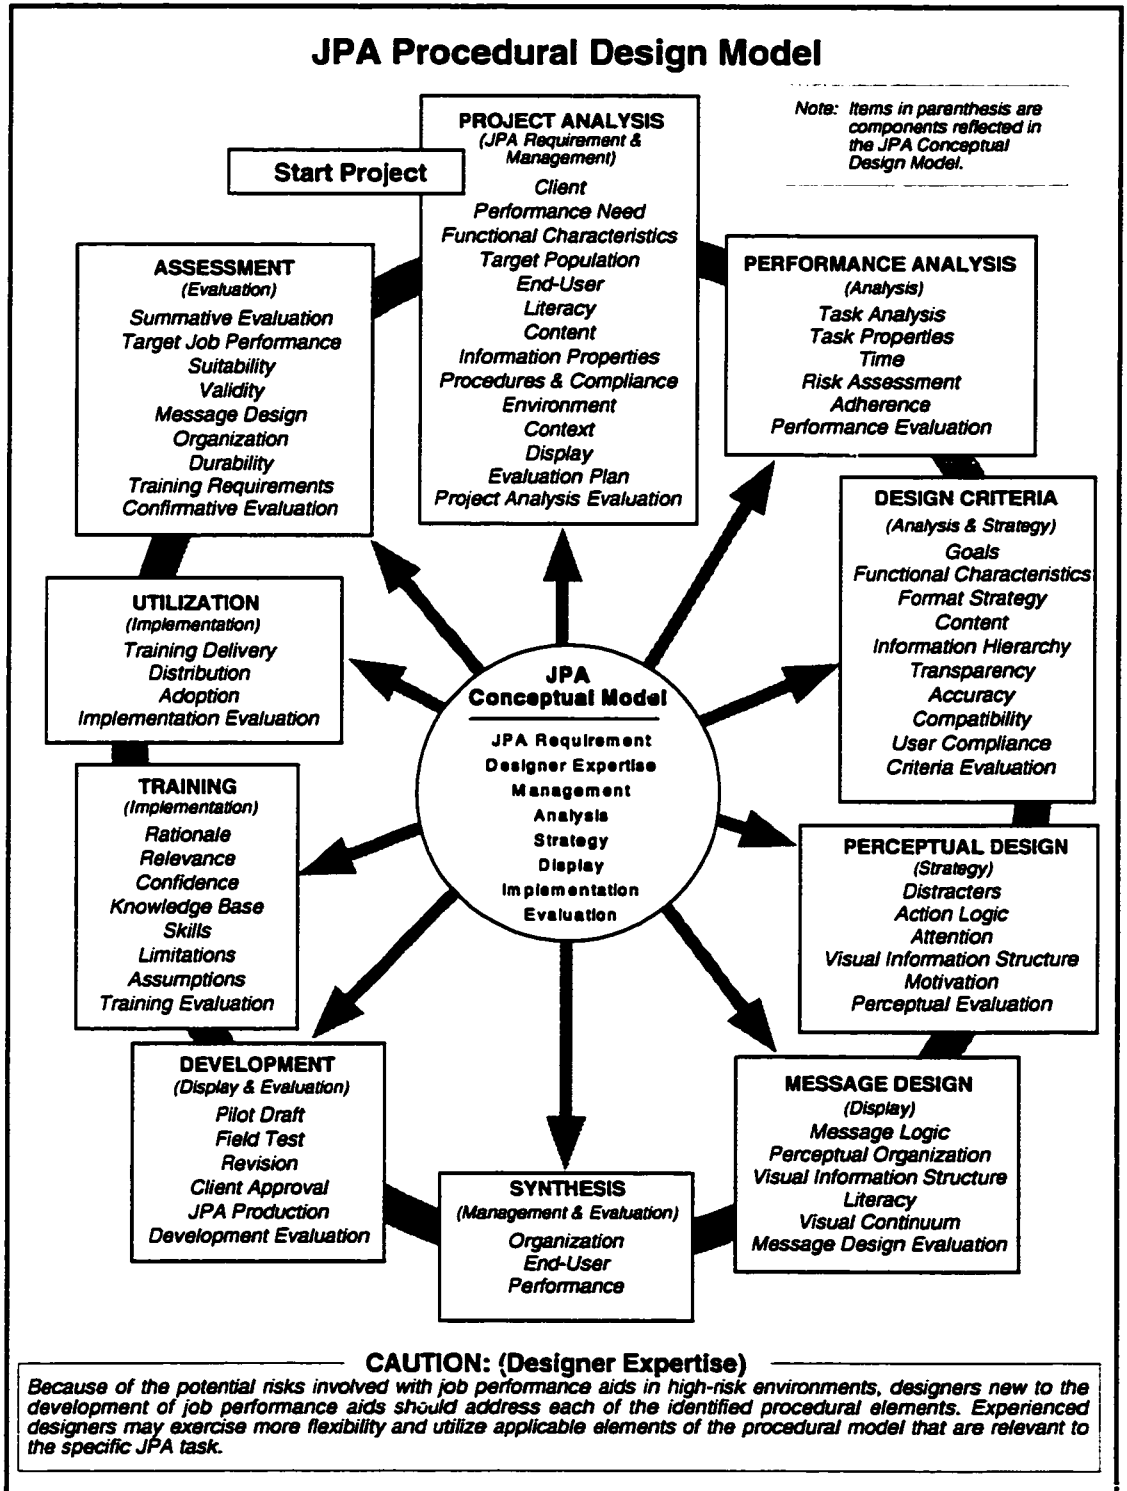 JPA Procedural Design Model
Note: Items in parenthesis are
components reflected in
the JPA Conceptual
Design Model.
Start Project
PROJECT ANALYSIS
(JPA Requirement &
Management)
Client
Performance Need
Functional Characteristics
Target Population
End-User
Literacy
Content
Information Properties
Procedures & Compliance
Environment
Context
Display
Evaluation Plan
Project Analysis Evaluation
PERFORMANCE ANALYSIS
(Analysis)
Task Analysis
Task Properties
Time
Risk Assessment
Adherence
Performance Evaluation
DESIGN CRITERIA
(Analysis & Strategy)
Goals
Functional Characteristics
Format Strategy
Content
Information Hierarchy
Transparency
Accuracy
Compatibility
User Compliance
Criteria Evaluation
PERCEPTUAL DESIGN
(Strategy)
Distracters
Action Logic
Attention
Visual Information Structure
Motivation
Perceptual Evaluation
MESSAGE DESIGN
(Display)
Message Logic
Perceptual Organization
Visual Information Structure
Literacy
Visual Continuum
Message Design Evaluation
SYNTHESIS
(Management & Evaluation)
Organization
End-User
Performance
DEVELOPMENT
(Display & Evaluation)
Pilot Draft
Field Test
Revision
Client Approval
JPA Production
Development Evaluation
TRAINING
(Implementation)
Rationale
Relevance
Confidence
Knowledge Base
Skills
Limitations
Assumptions
Training Evaluation
UTILIZATION
(Implementation)
Training Delivery
Distribution
Adoption
Implementation Evaluation
ASSESSMENT
(Evaluation)
Summative Evaluation
Target Job Performance
Suitability
Validity
Message Design
Organization
Durability
Training Requirements
Confirmative Evaluation
JPA
Conceptual Model
JPA Requirement
Designer Expertise
Management
Analysis
Strategy
Display
Implementation
Evaluation
CAUTION: (Designer Expertise)
Because of the potential risks involved with job performance aids in high-risk environments, designers new to the
development of job performance aids should address each of the identified procedural elements. Experienced
designers may exercise more flexibility and utilize applicable elements of the procedural model that are relevant to
the specific JPA task.